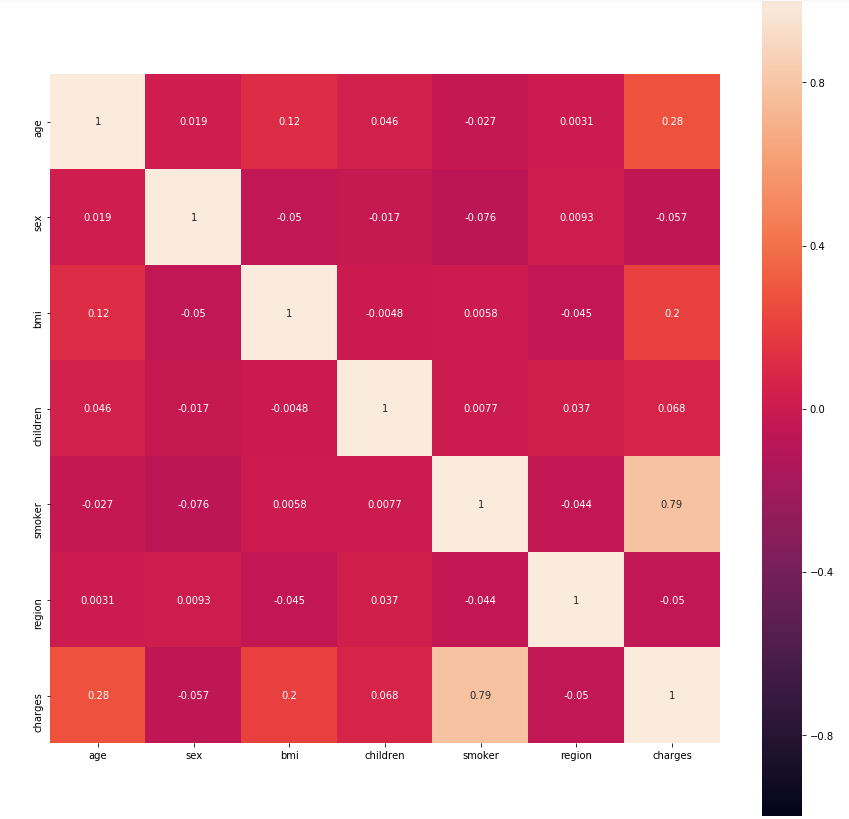 0.8
age 1 0.019 0.12 0.046 -0.027 0.0031 0.28
sex 0.019 1 -0.05 -0.017 -0.076 0.0093 -0.057
0.4
bmi 0.12 -0.05 1 -0.0048 0.0058 -0.045 0.2
children 0.046 -0.017 -0.0048 1 0.0077 0.037 0.068
0.0
smoker -0.027 -0.076 0.0058 0.0077 1 -0.044 0.79
−0.4
region 0.0031 0.0093 -0.045 0.037 -0.044 1 -0.05
charges 0.28 -0.057 0.2 0.068 0.79 -0.05 1
−0.8
age sex bmi children smoker region charges